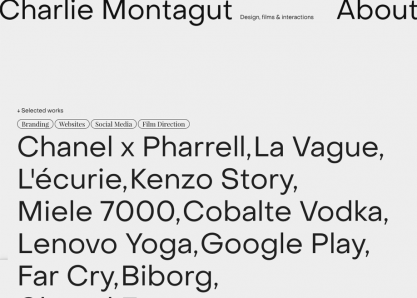 Charlie Montagut Design, films & interactions About
↓ Selected works
Branding Websites Social Media Film Direction
Chanel x Pharrell,La Vague,
L'écurie,Kenzo Story,
Miele 7000,Cobalte Vodka,
Lenovo Yoga,Google Play,
Far Cry,Biborg,